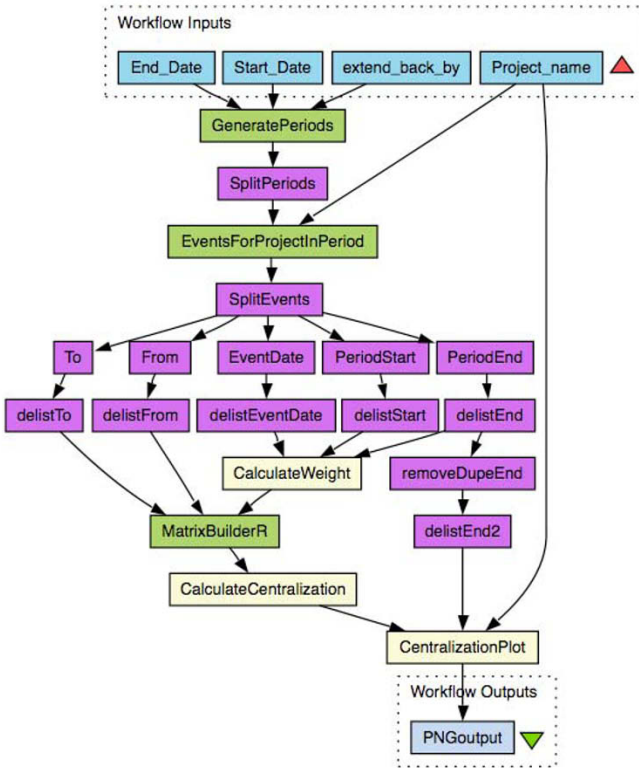 Workflow Inputs
End_Date Start_Date extend_back_by Project_name
GeneratePeriods
SplitPeriods
EventsForProjectInPeriod
SplitEvents
To From EventDate PeriodStart PeriodEnd
delistTo delistFrom delistEventDate delistStart delistEnd
CalculateWeight removeDupeEnd
MatrixBuilderR delistEnd2
CalculateCentralization
CentralizationPlot
Workflow Outputs
PNGoutput